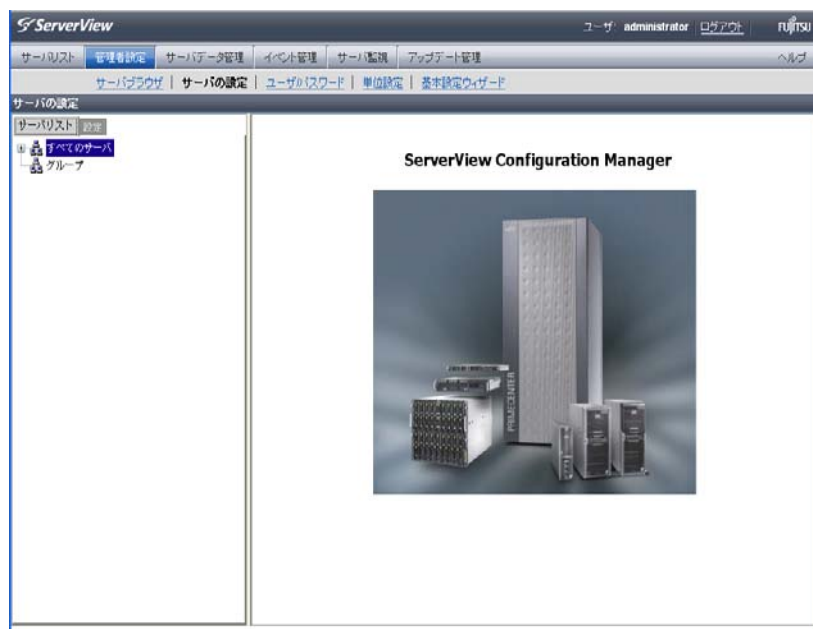 ServerView ユーザ: administrator ログアウト FUJITSU
サーバリスト 管理者設定 サーバデータ管理 イベント管理 サーバ監視 アップデート管理 ヘルプ
サーバブラウザ | サーバの設定 | ユーザ/パスワード | 単位設定 | 基本設定ウィザード
サーバの設定
サーバリスト 設定
すべてのサーバ
グループ
ServerView Configuration Manager
PRIMECENTER